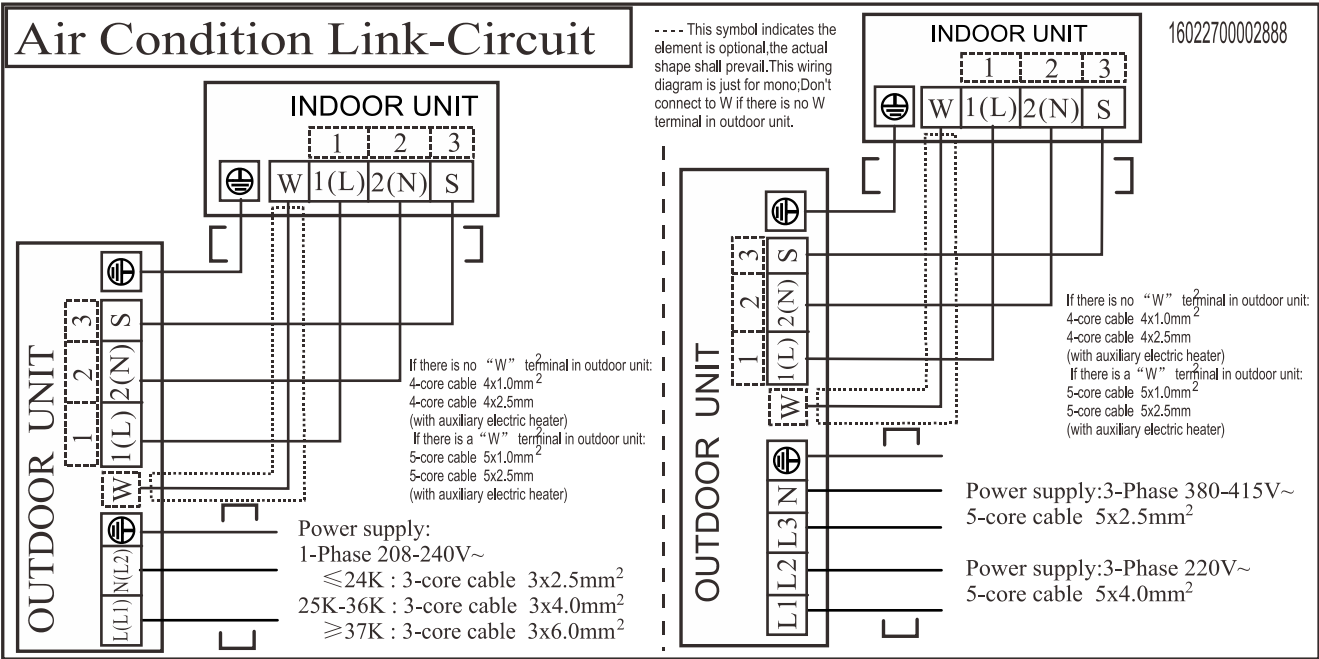 Air Condition Link-Circuit
---- This symbol indicates the
element is optional,the actual
shape shall prevail.This wiring
diagram is just for mono;Don't
connect to W if there is no W
terminal in outdoor unit.
16022700002888
INDOOR UNIT
1 2 3
W 1(L) 2(N) S
OUTDOOR UNIT
3 S
2 2(N)
1 1(L)
W
N(L2)
L(L1)
If there is no “W” terminal in outdoor unit:
4-core cable 4x1.0mm2
4-core cable 4x2.5mm2
(with auxiliary electric heater)
If there is a “W” terminal in outdoor unit:
5-core cable 5x1.0mm2
5-core cable 5x2.5mm2
(with auxiliary electric heater)
Power supply:
1-Phase 208-240V~
≤24K : 3-core cable 3x2.5mm2
25K-36K : 3-core cable 3x4.0mm2
≥37K : 3-core cable 3x6.0mm2
INDOOR UNIT
1 2 3
W 1(L) 2(N) S
OUTDOOR UNIT
3 S
2 2(N)
1 1(L)
W
N
L3
L2
L1
If there is no “W” terminal in outdoor unit:
4-core cable 4x1.0mm2
4-core cable 4x2.5mm2
(with auxiliary electric heater)
If there is a “W” terminal in outdoor unit:
5-core cable 5x1.0mm2
5-core cable 5x2.5mm2
(with auxiliary electric heater)
Power supply:3-Phase 380-415V~
5-core cable 5x2.5mm2
Power supply:3-Phase 220V~
5-core cable 5x4.0mm2